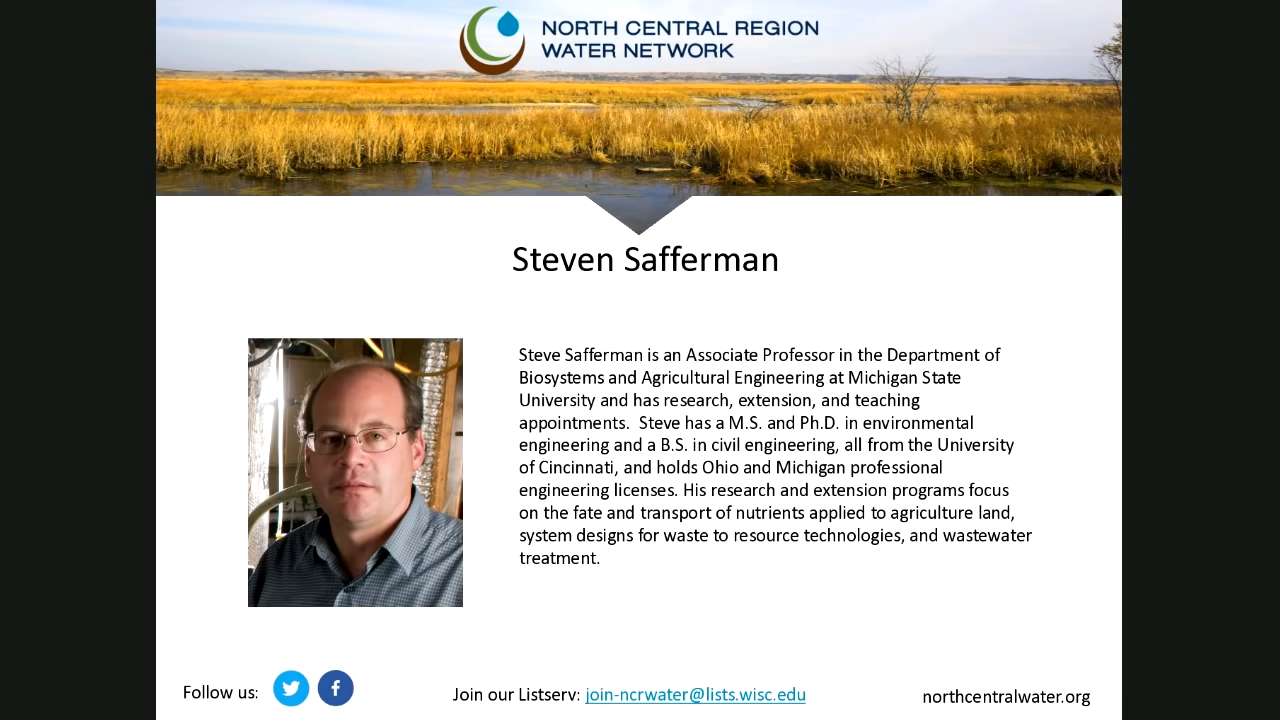 NORTH CENTRAL REGION
WATER NETWORK
Steven Safferman
Steve Safferman is an Associate Professor in the Department of
Biosystems and Agricultural Engineering at Michigan State
University and has research, extension, and teaching
appointments.  Steve has a M.S. and Ph.D. in environmental
engineering and a B.S. in civil engineering, all from the University
of Cincinnati, and holds Ohio and Michigan professional
engineering licenses. His research and extension programs focus
on the fate and transport of nutrients applied to agriculture land,
system designs for waste to resource technologies, and wastewater
treatment.
Follow us:
Join our Listserv: join-ncrwater@lists.wisc.edu
northcentralwater.org